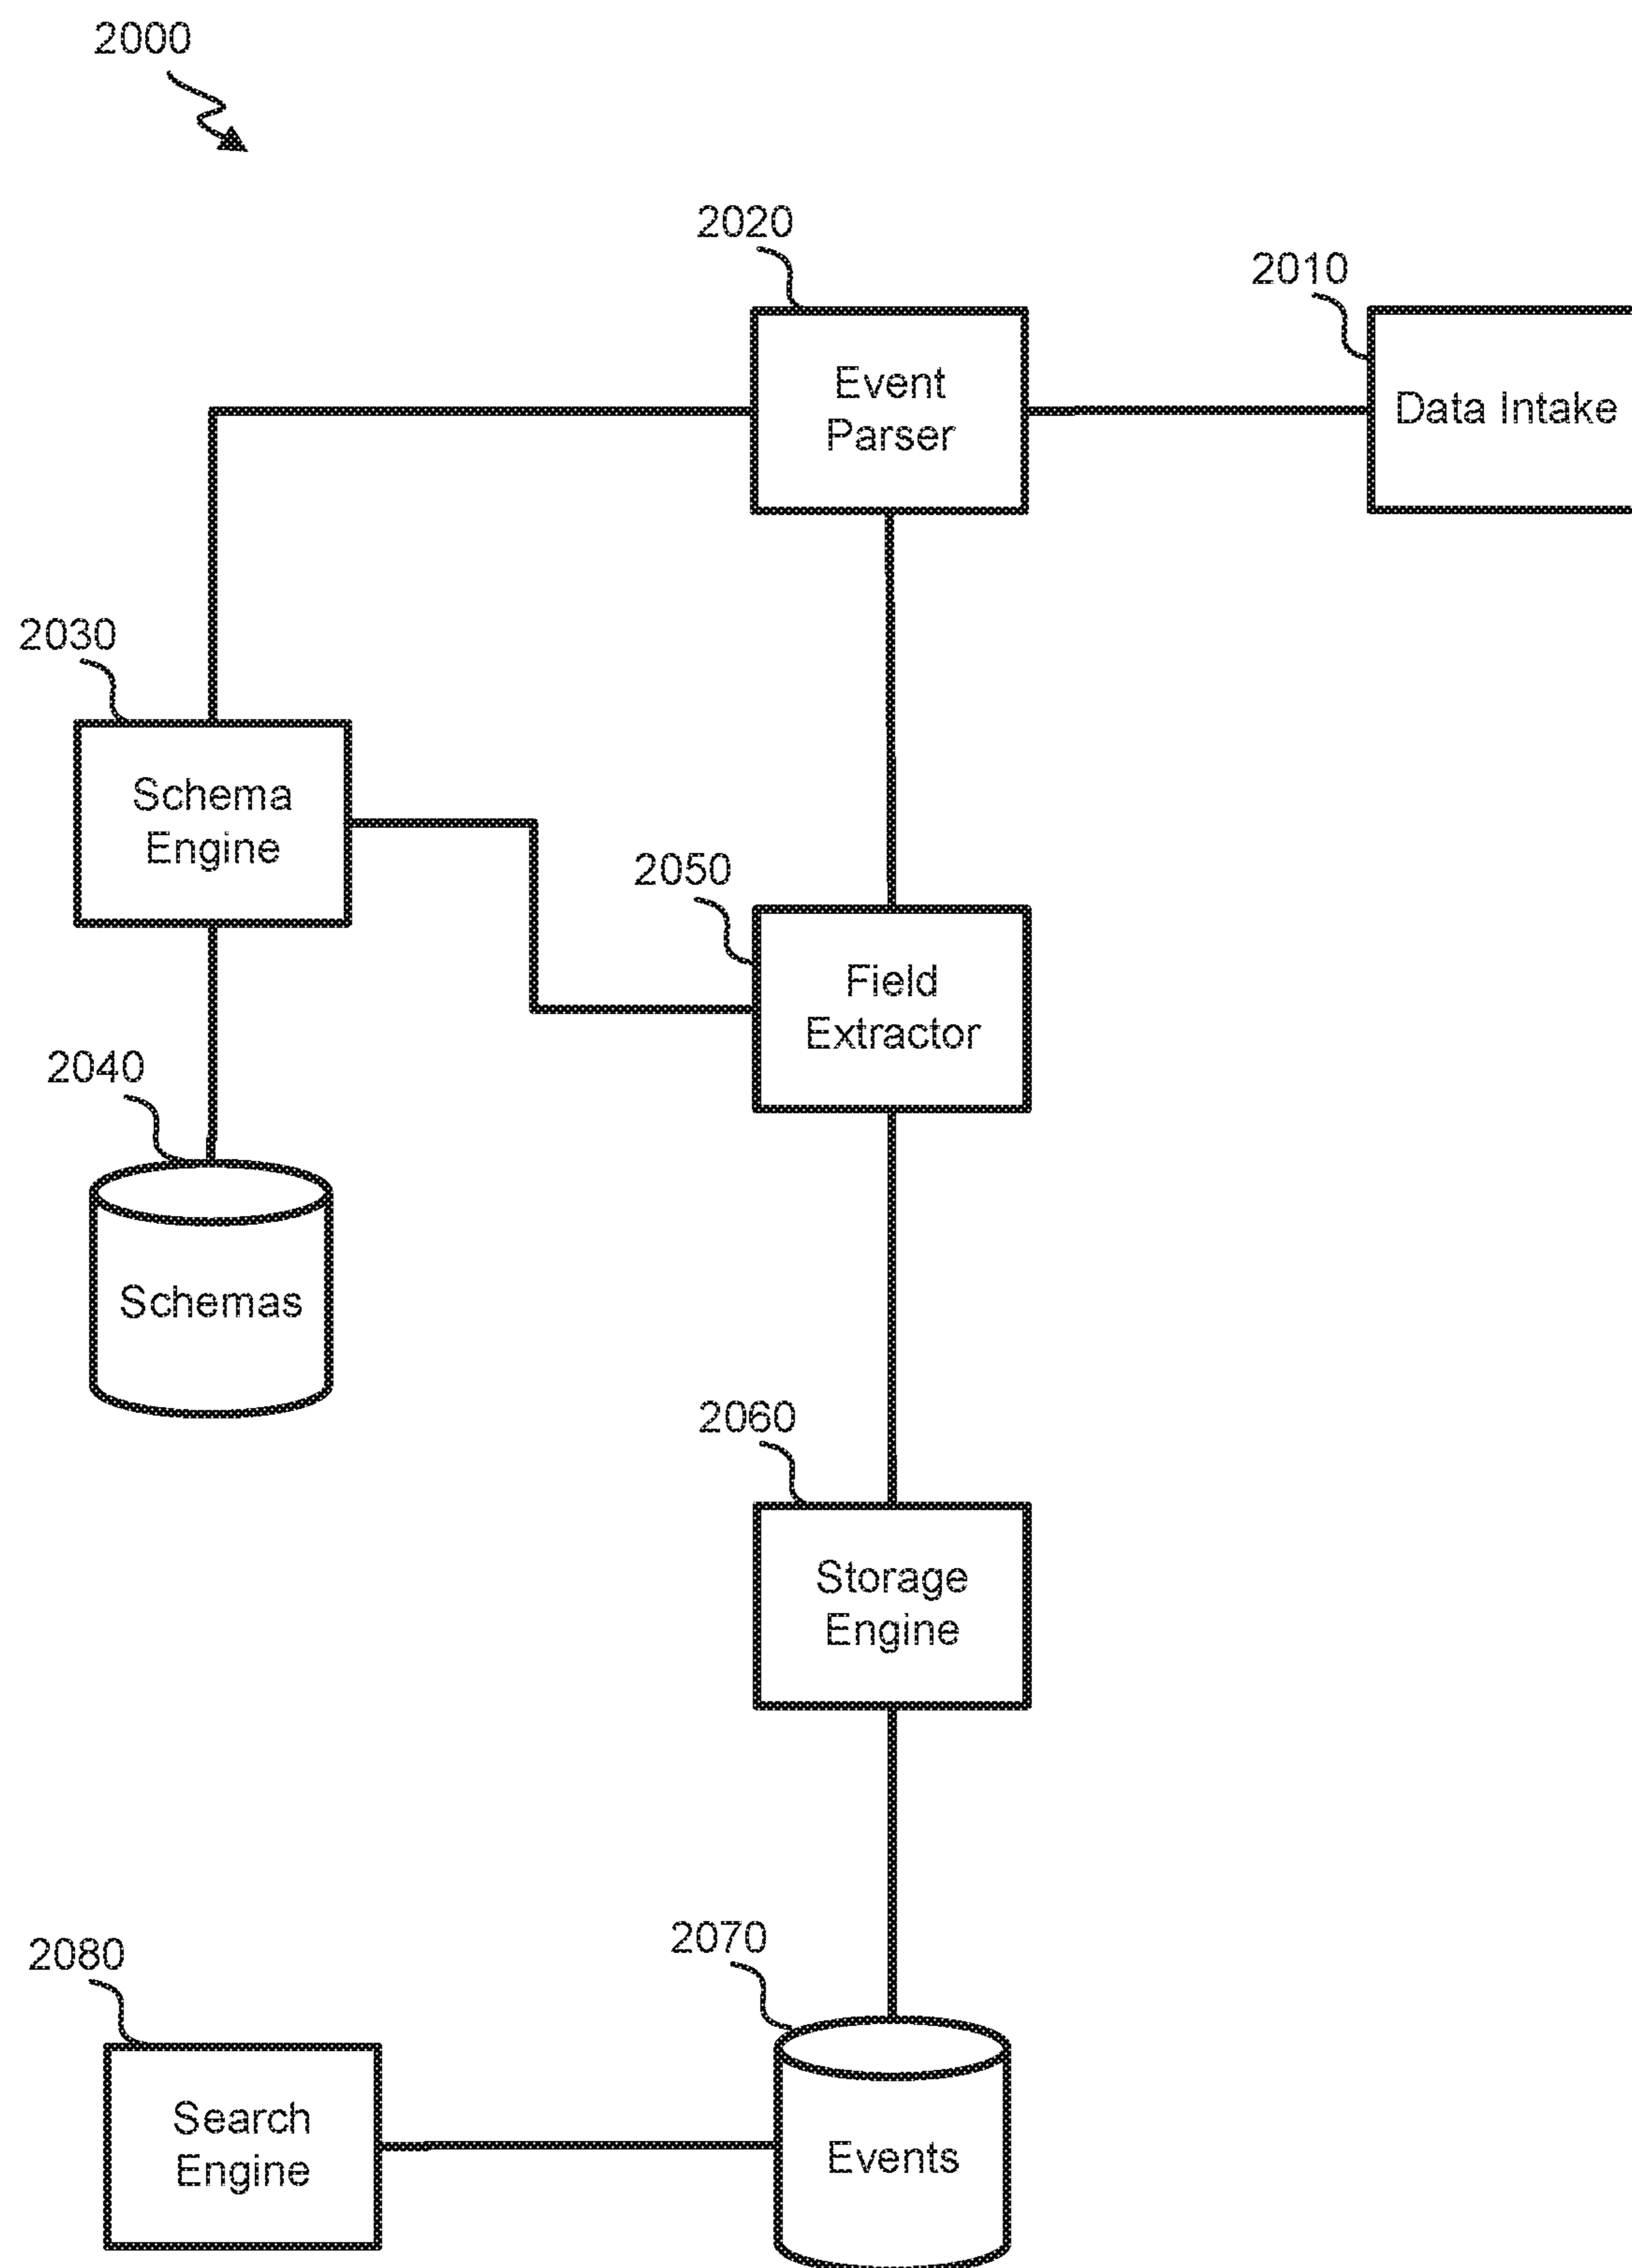 2000
2020
2010
Event
Parser
Data Intake
2030
Schema
Engine
2050
Field
Extractor
2040
Schemas
2060
Storage
Engine
2070
2080
Search
Engine
Events